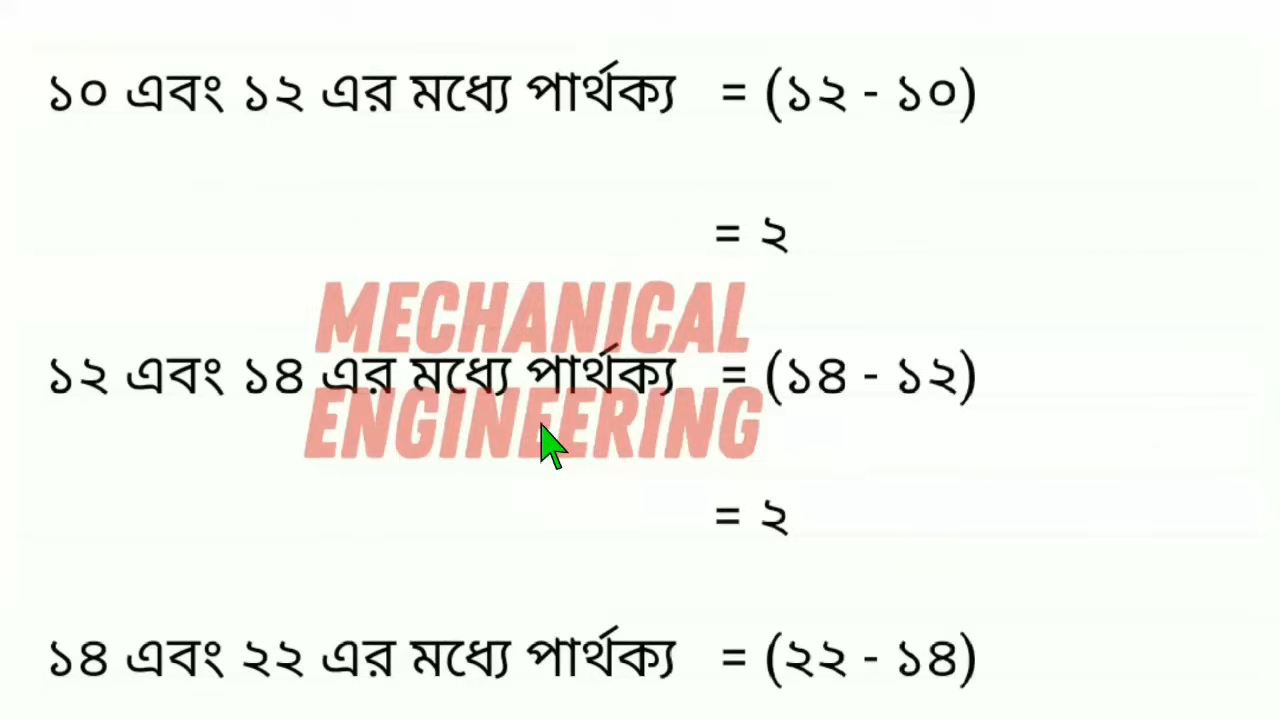 ১০ এবং ১২ এর মধ্যে পার্থক্য = (১২ - ১০)
= ২
MECHANICAL
১২ এবং ১৪ এর মধ্যে পার্থক্য = (১৪ - ১২)
ENGINEERING
= ২
১৪ এবং ২২ এর মধ্যে পার্থক্য = (২২ - ১৪)